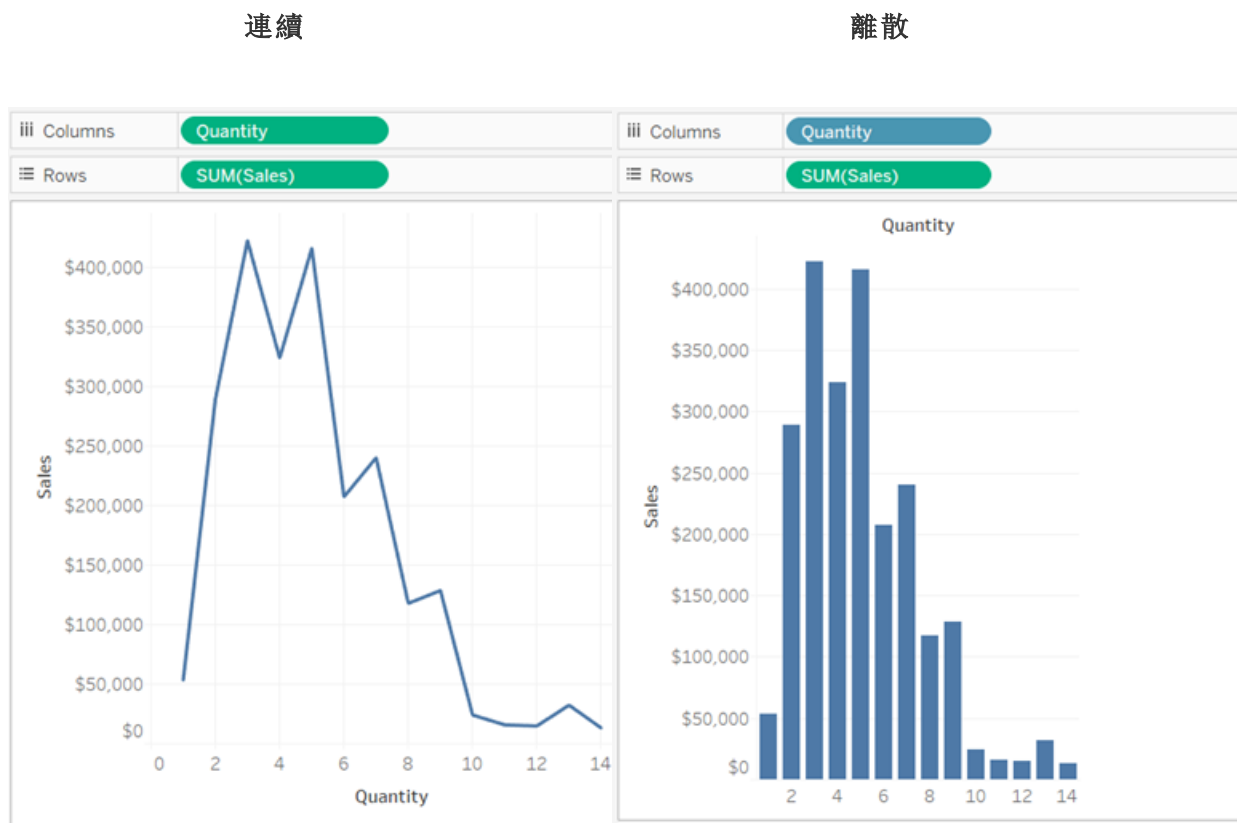 連續
離散
Columns
Quantity
Rows
SUM(Sales)
$400,000
$350,000
$300,000
$250,000
$200,000
$150,000
$100,000
$50,000
$0
Sales
0 2 4 6 8 10 12 14
Quantity
Columns
Quantity
Rows
SUM(Sales)
Quantity
$400,000
$350,000
$300,000
$250,000
$200,000
$150,000
$100,000
$50,000
$0
Sales
2 4 6 8 10 12 14